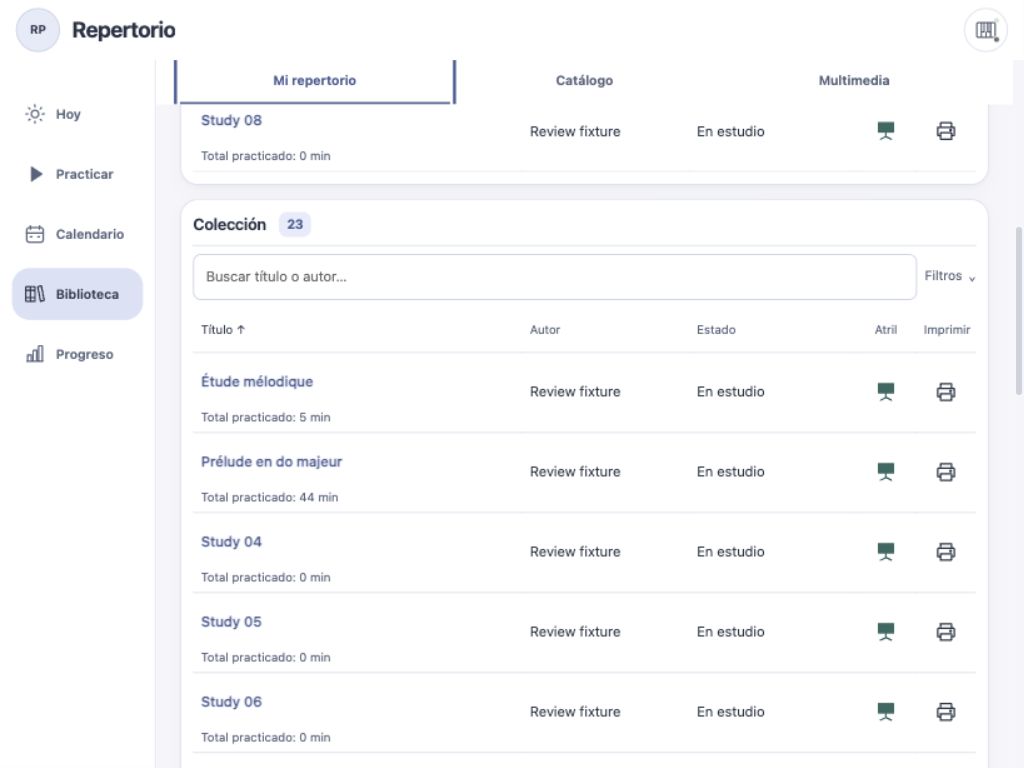 RP
Repertorio
Hoy
Practicar
Calendario
Biblioteca
Progreso
Mi repertorio Catálogo Multimedia
Study 08
Review fixture En estudio
Total practicado: 0 min
Colección 23
Buscar título o autor...
Filtros
Título ↑ Autor Estado Atril Imprimir
Étude mélodique
Review fixture En estudio
Total practicado: 5 min
Prélude en do majeur
Review fixture En estudio
Total practicado: 44 min
Study 04
Review fixture En estudio
Total practicado: 0 min
Study 05
Review fixture En estudio
Total practicado: 0 min
Study 06
Review fixture En estudio
Total practicado: 0 min